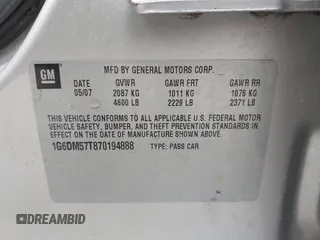 GM
MFD BY GENERAL MOTORS CORP.
DATE GVWR GAWR FRT GAWR RR
05/07 2087 KG 1011 KG 1076 KG
4600 LB 2229 LB 2371 LB
THIS VEHICLE CONFORMS TO ALL APPLICABLE U.S. FEDERAL MOTOR
VEHICLE SAFETY, BUMPER, AND THEFT PREVENTION STANDARDS IN
EFFECT ON THE DATE OF MANUFACTURE SHOWN ABOVE.
1G6DM57T870194888 TYPE: PASS CAR
DREAMBID